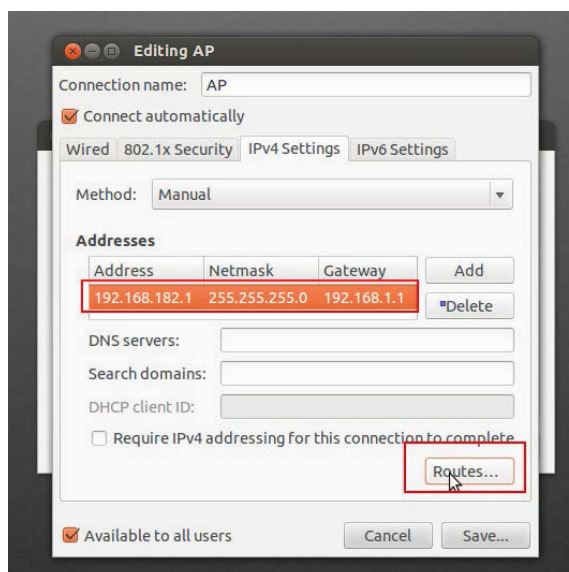 Editing AP
Connection name: AP
Connect automatically
Wired 802.1x Security IPv4 Settings IPv6 Settings
Method: Manual
Addresses
Address Netmask Gateway Add
192.168.182.1 255.255.255.0 192.168.1.1 Delete
DNS servers:
Search domains:
DHCP client ID:
Require IPv4 addressing for this connection to complete
Routes...
Available to all users Cancel Save...